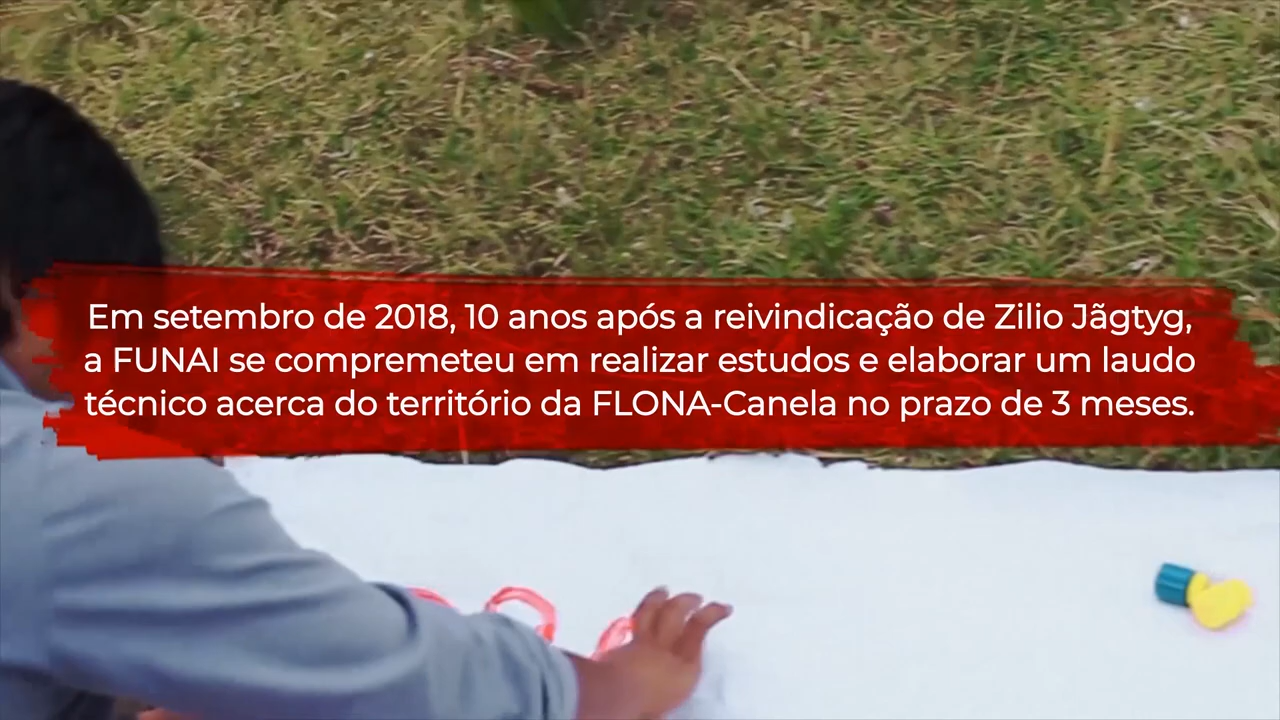 Em setembro de 2018, 10 anos após a reivindicação de Zilio Jãgtyg,
a FUNAI se compremeteu em realizar estudos e elaborar um laudo
técnico acerca do território da FLONA-Canela no prazo de 3 meses.